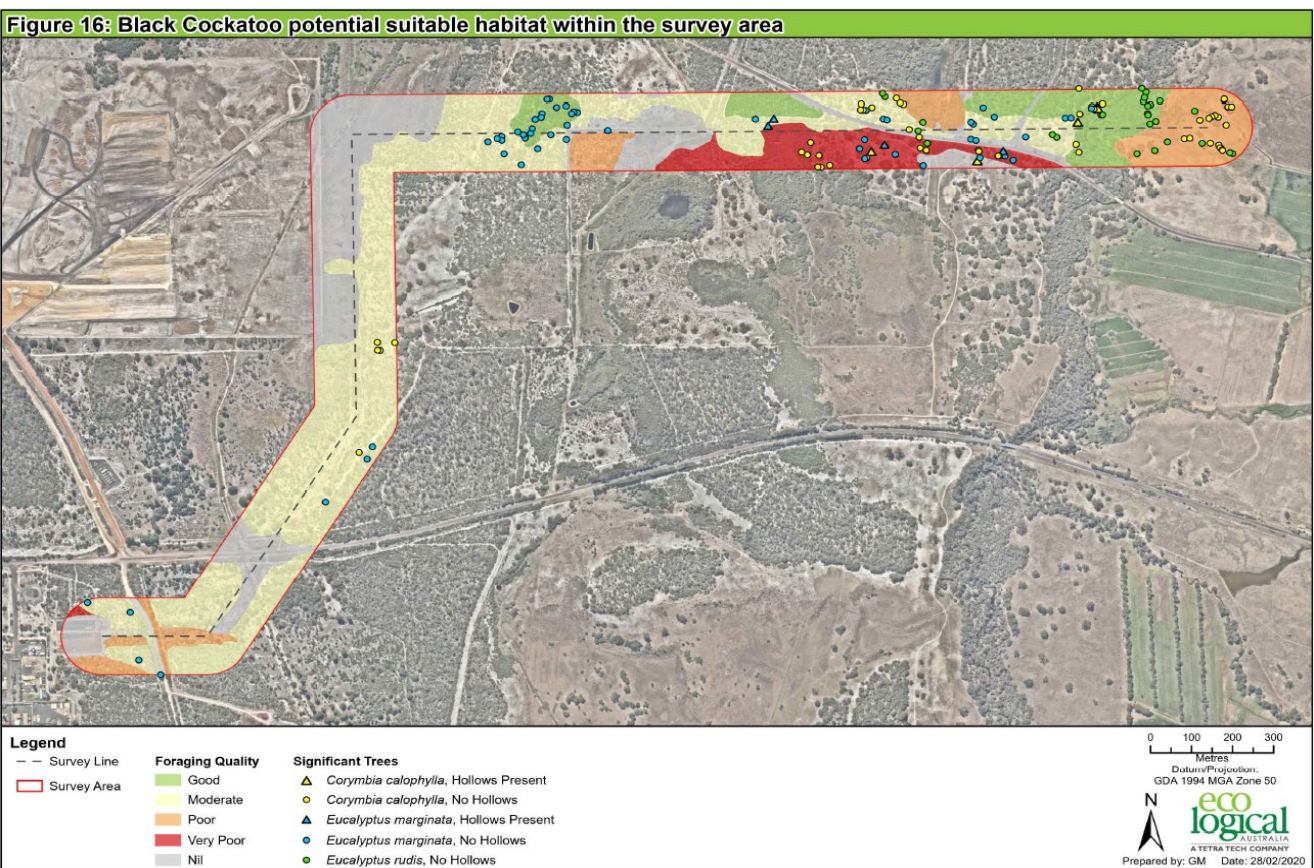 Figure 16: Black Cockatoo potential suitable habitat within the survey area
Legend
Survey Line
Survey Area
Foraging Quality
Good
Moderate
Poor
Very Poor
Nil
Significant Trees
Corymbia calophylla, Hollows Present
Corymbia calophylla, No Hollows
Eucalyptus marginata, Hollows Present
Eucalyptus marginata, No Hollows
Eucalyptus rudis, No Hollows
0 100 200 300
Metres
Datum/Projection:
GDA 1994 MGA Zone 50
N
eco
logical
AUSTRALIA
A TETRA TECH COMPANY
Prepared by: GM Date: 28/02/2020